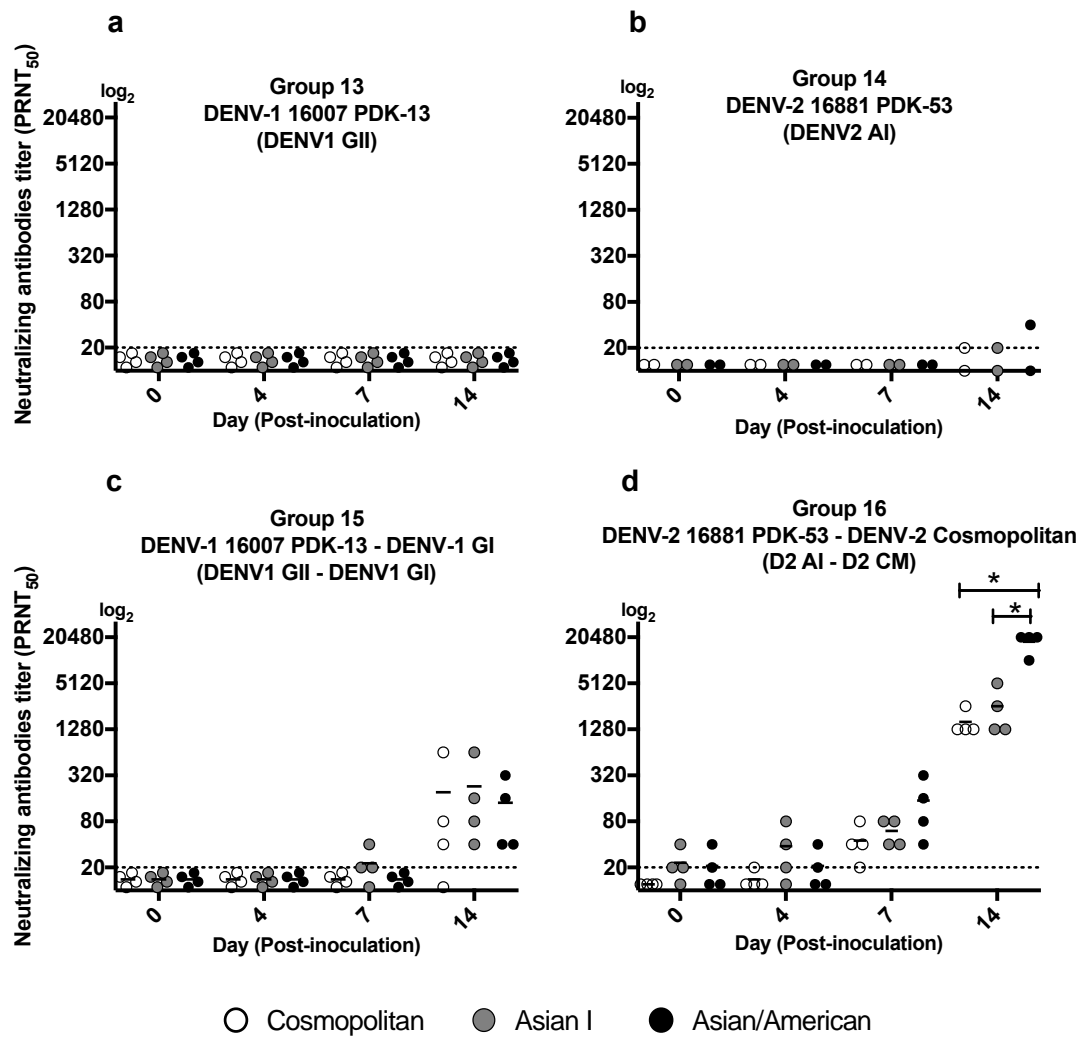 a
Group 13
DENV-1 16007 PDK-13
(DENV1 GII)
Neutralizing antibodies titer (PRNT50)
log2
20480
5120
1280
320
80
20
0
4
7
14
Day (Post-inoculation)
b
Group 14
DENV-2 16881 PDK-53
(DENV2 AI)
log2
20480
5120
1280
320
80
20
0
4
7
14
Day (Post-inoculation)
c
Group 15
DENV-1 16007 PDK-13 - DENV-1 GI
(DENV1 GII - DENV1 GI)
Neutralizing antibodies titer (PRNT50)
log2
20480
5120
1280
320
80
20
0
4
7
14
Day (Post-inoculation)
d
Group 16
DENV-2 16881 PDK-53 - DENV-2 Cosmopolitan
(D2 AI - D2 CM)
*
*
log2
20480
5120
1280
320
80
20
0
4
7
14
Day (Post-inoculation)
Cosmopolitan
Asian I
Asian/American